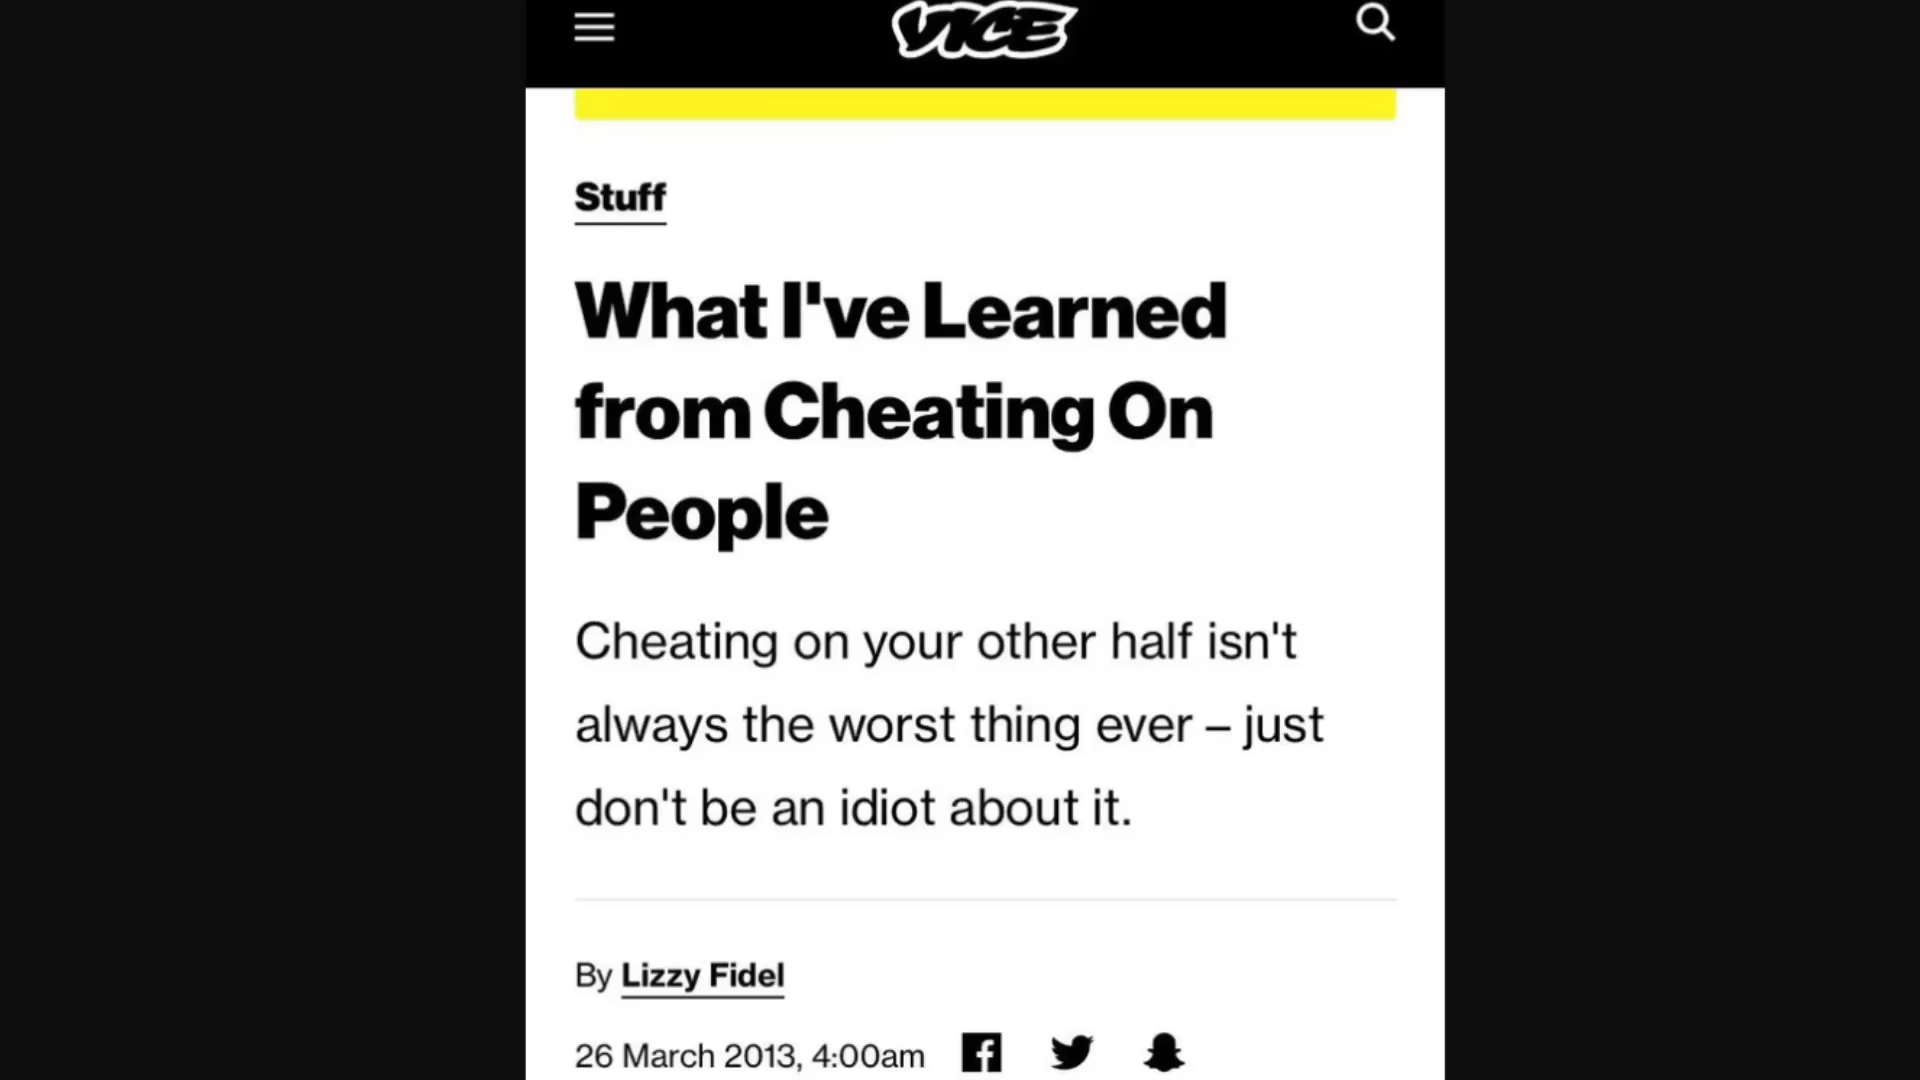 VICE
Stuff
What I've Learned
from Cheating On
People
Cheating on your other half isn't
always the worst thing ever – just
don't be an idiot about it.
By Lizzy Fidel
26 March 2013, 4:00am